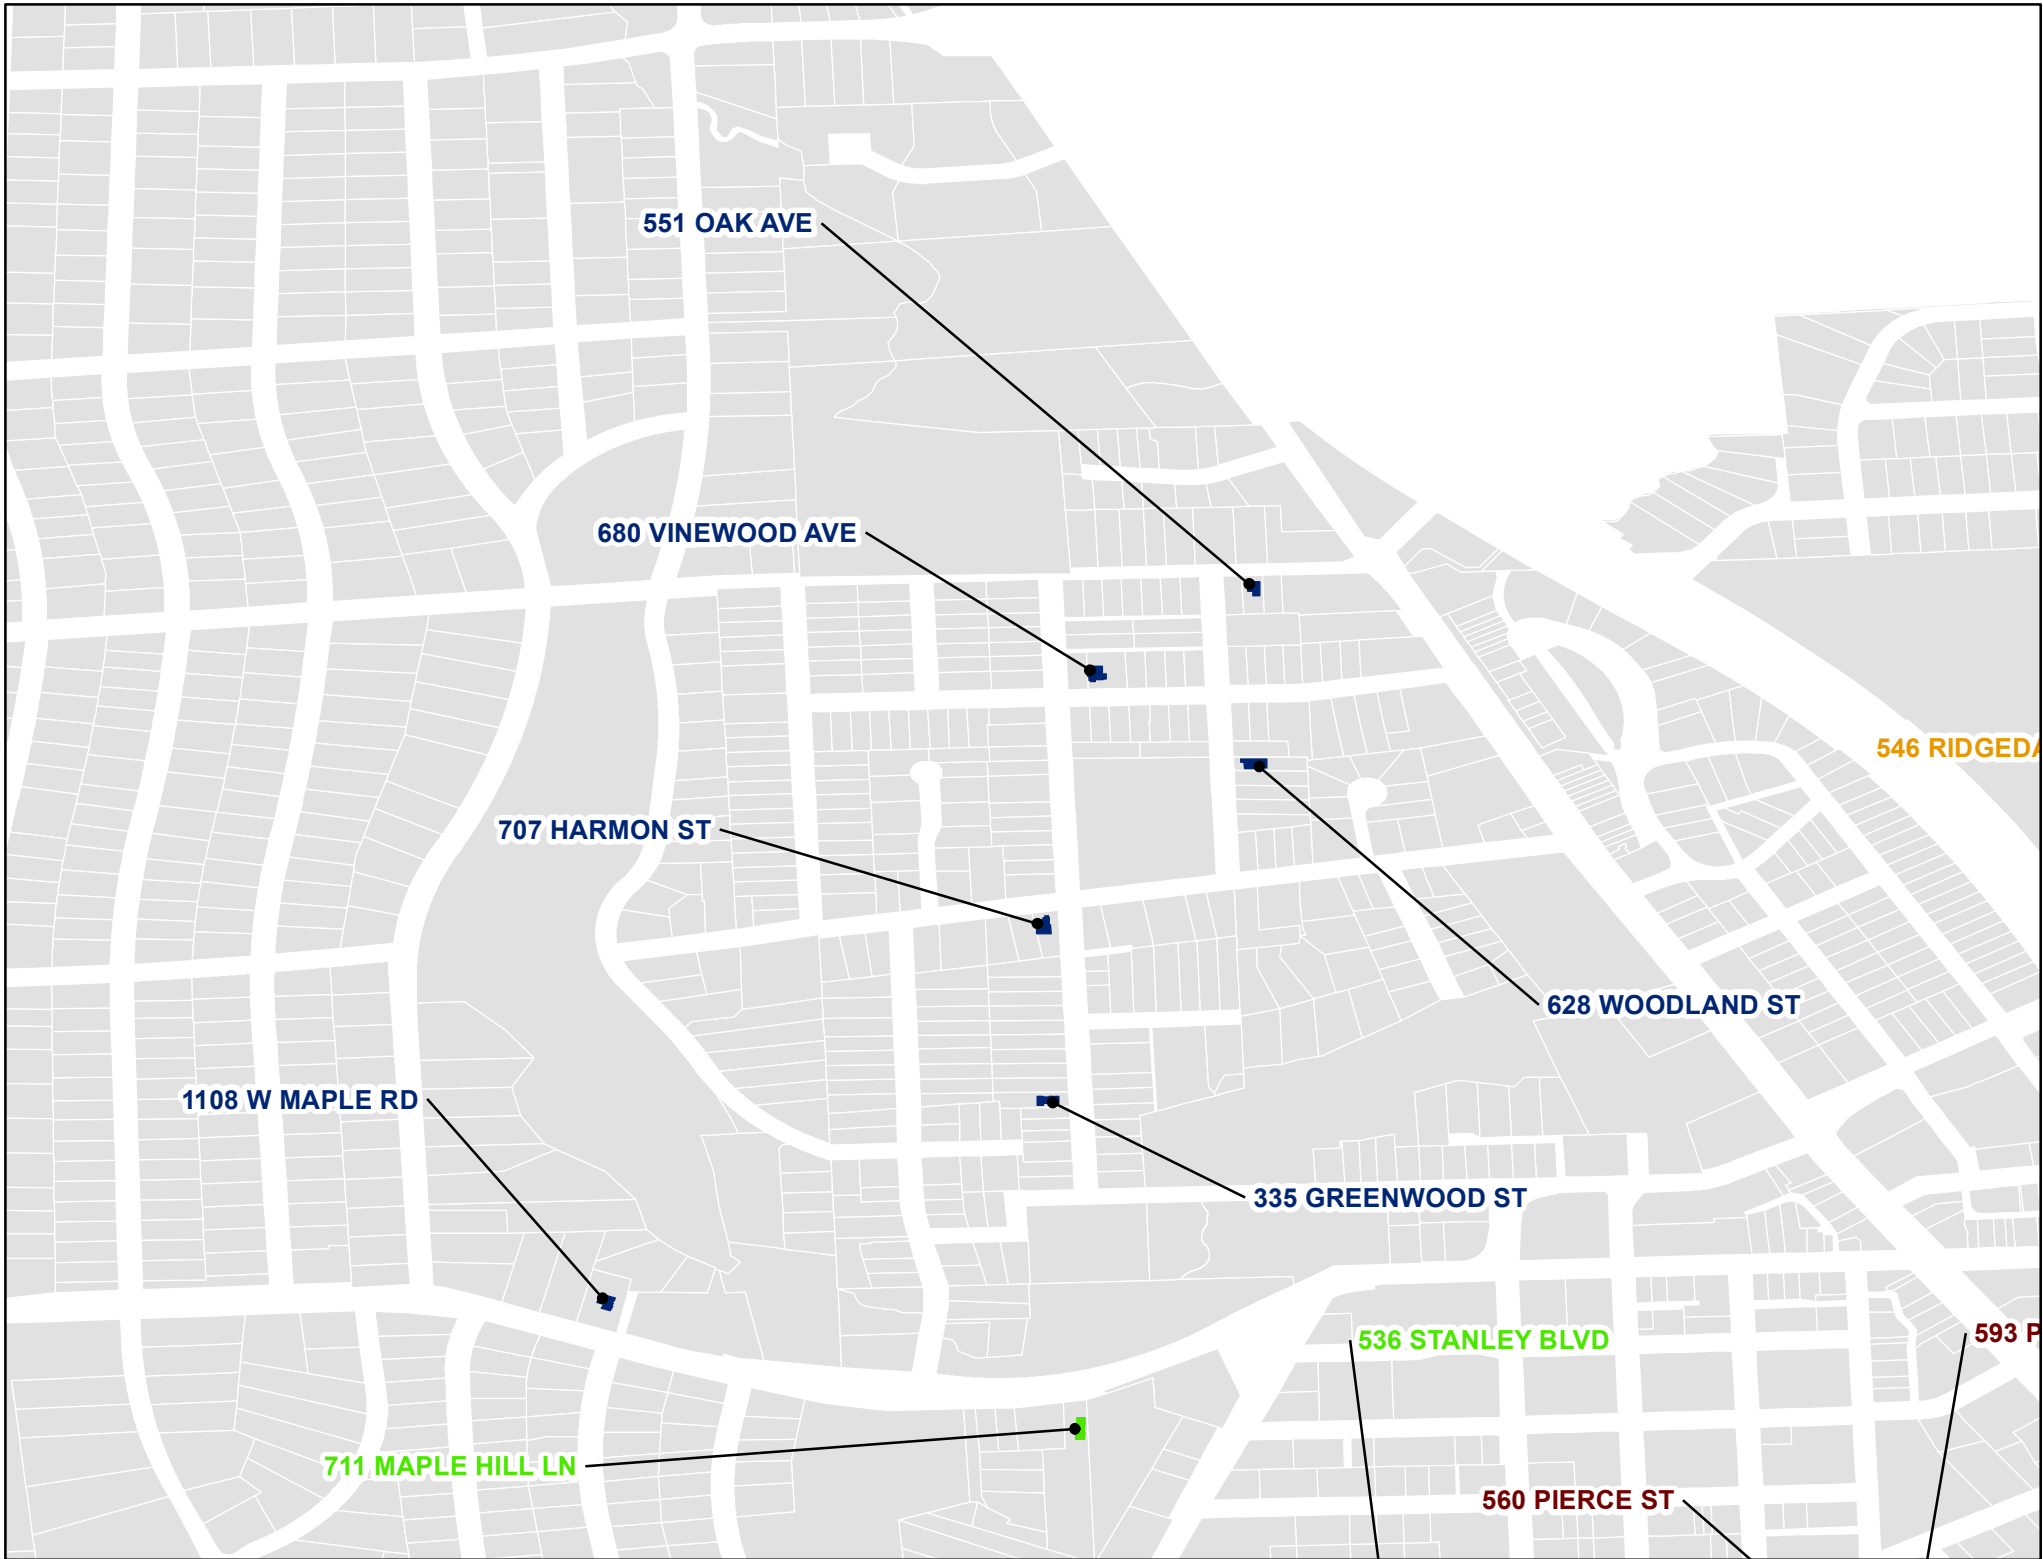 551 OAK AVE
680 VINEWOOD AVE
546 RIDGEDA
707 HARMON ST
628 WOODLAND ST
1108 W MAPLE RD
335 GREENWOOD ST
536 STANLEY BLVD
593 P
711 MAPLE HILL LN
560 PIERCE ST